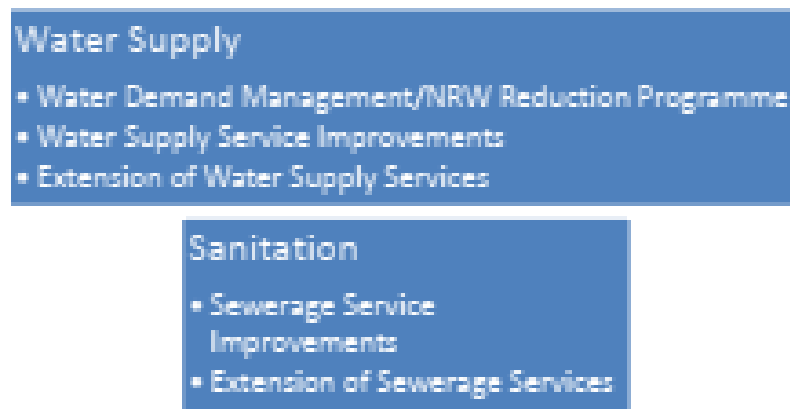 Water Supply
• Water Demand Management/NRW Reduction Programme
• Water Supply Service Improvements
• Extension of Water Supply Services
Sanitation
• Sewerage Service
Improvements
• Extension of Sewerage Services